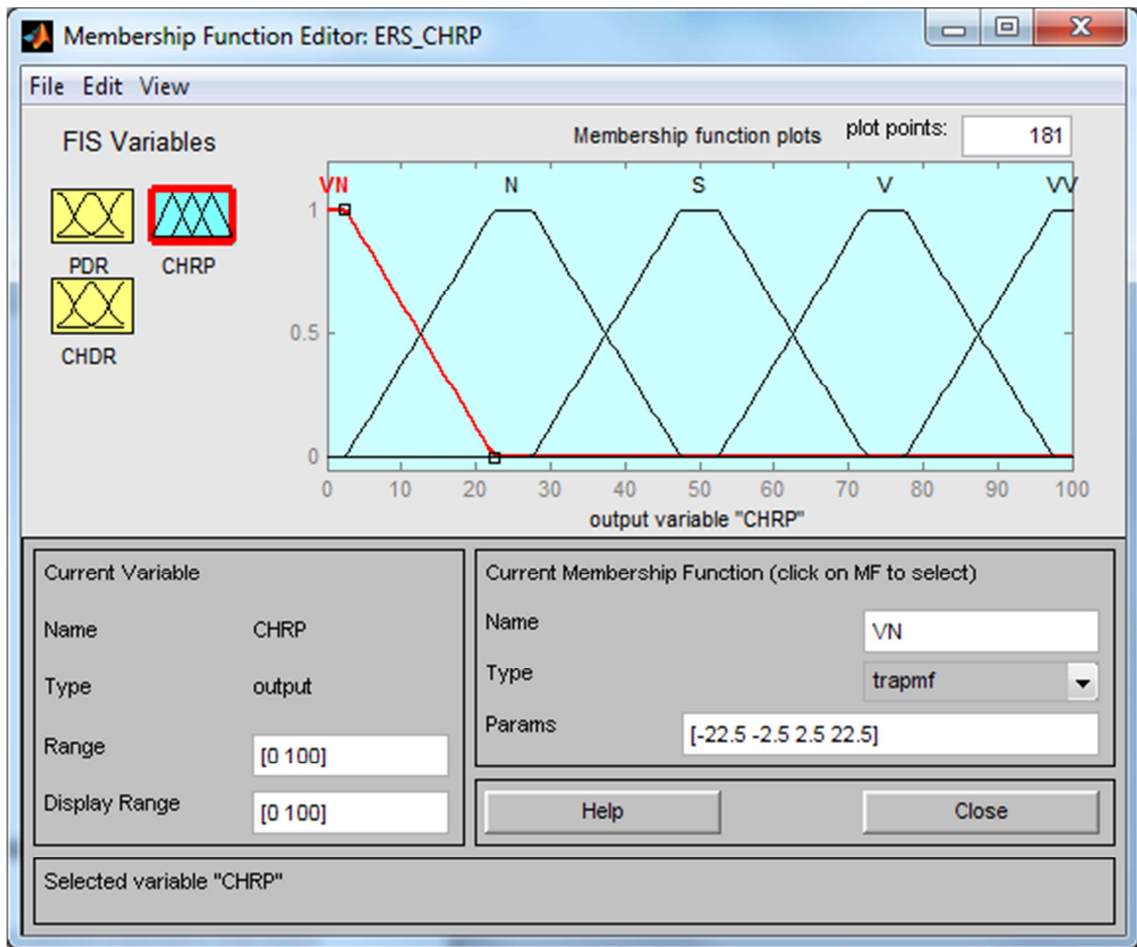 Membership Function Editor: ERS_CHRP
File Edit View
FIS Variables
PDR
CHRP
CHDR
Membership function plots
plot points:
181
VN
N
S
V
VV
1
0.5
0
0 10 20 30 40 50 60 70 80 90 100
output variable "CHRP"
Current Variable
Name CHRP
Type output
Range [0 100]
Display Range [0 100]
Current Membership Function (click on MF to select)
Name VN
Type trapmf
Params [-22.5 -2.5 2.5 22.5]
Help
Close
Selected variable "CHRP"